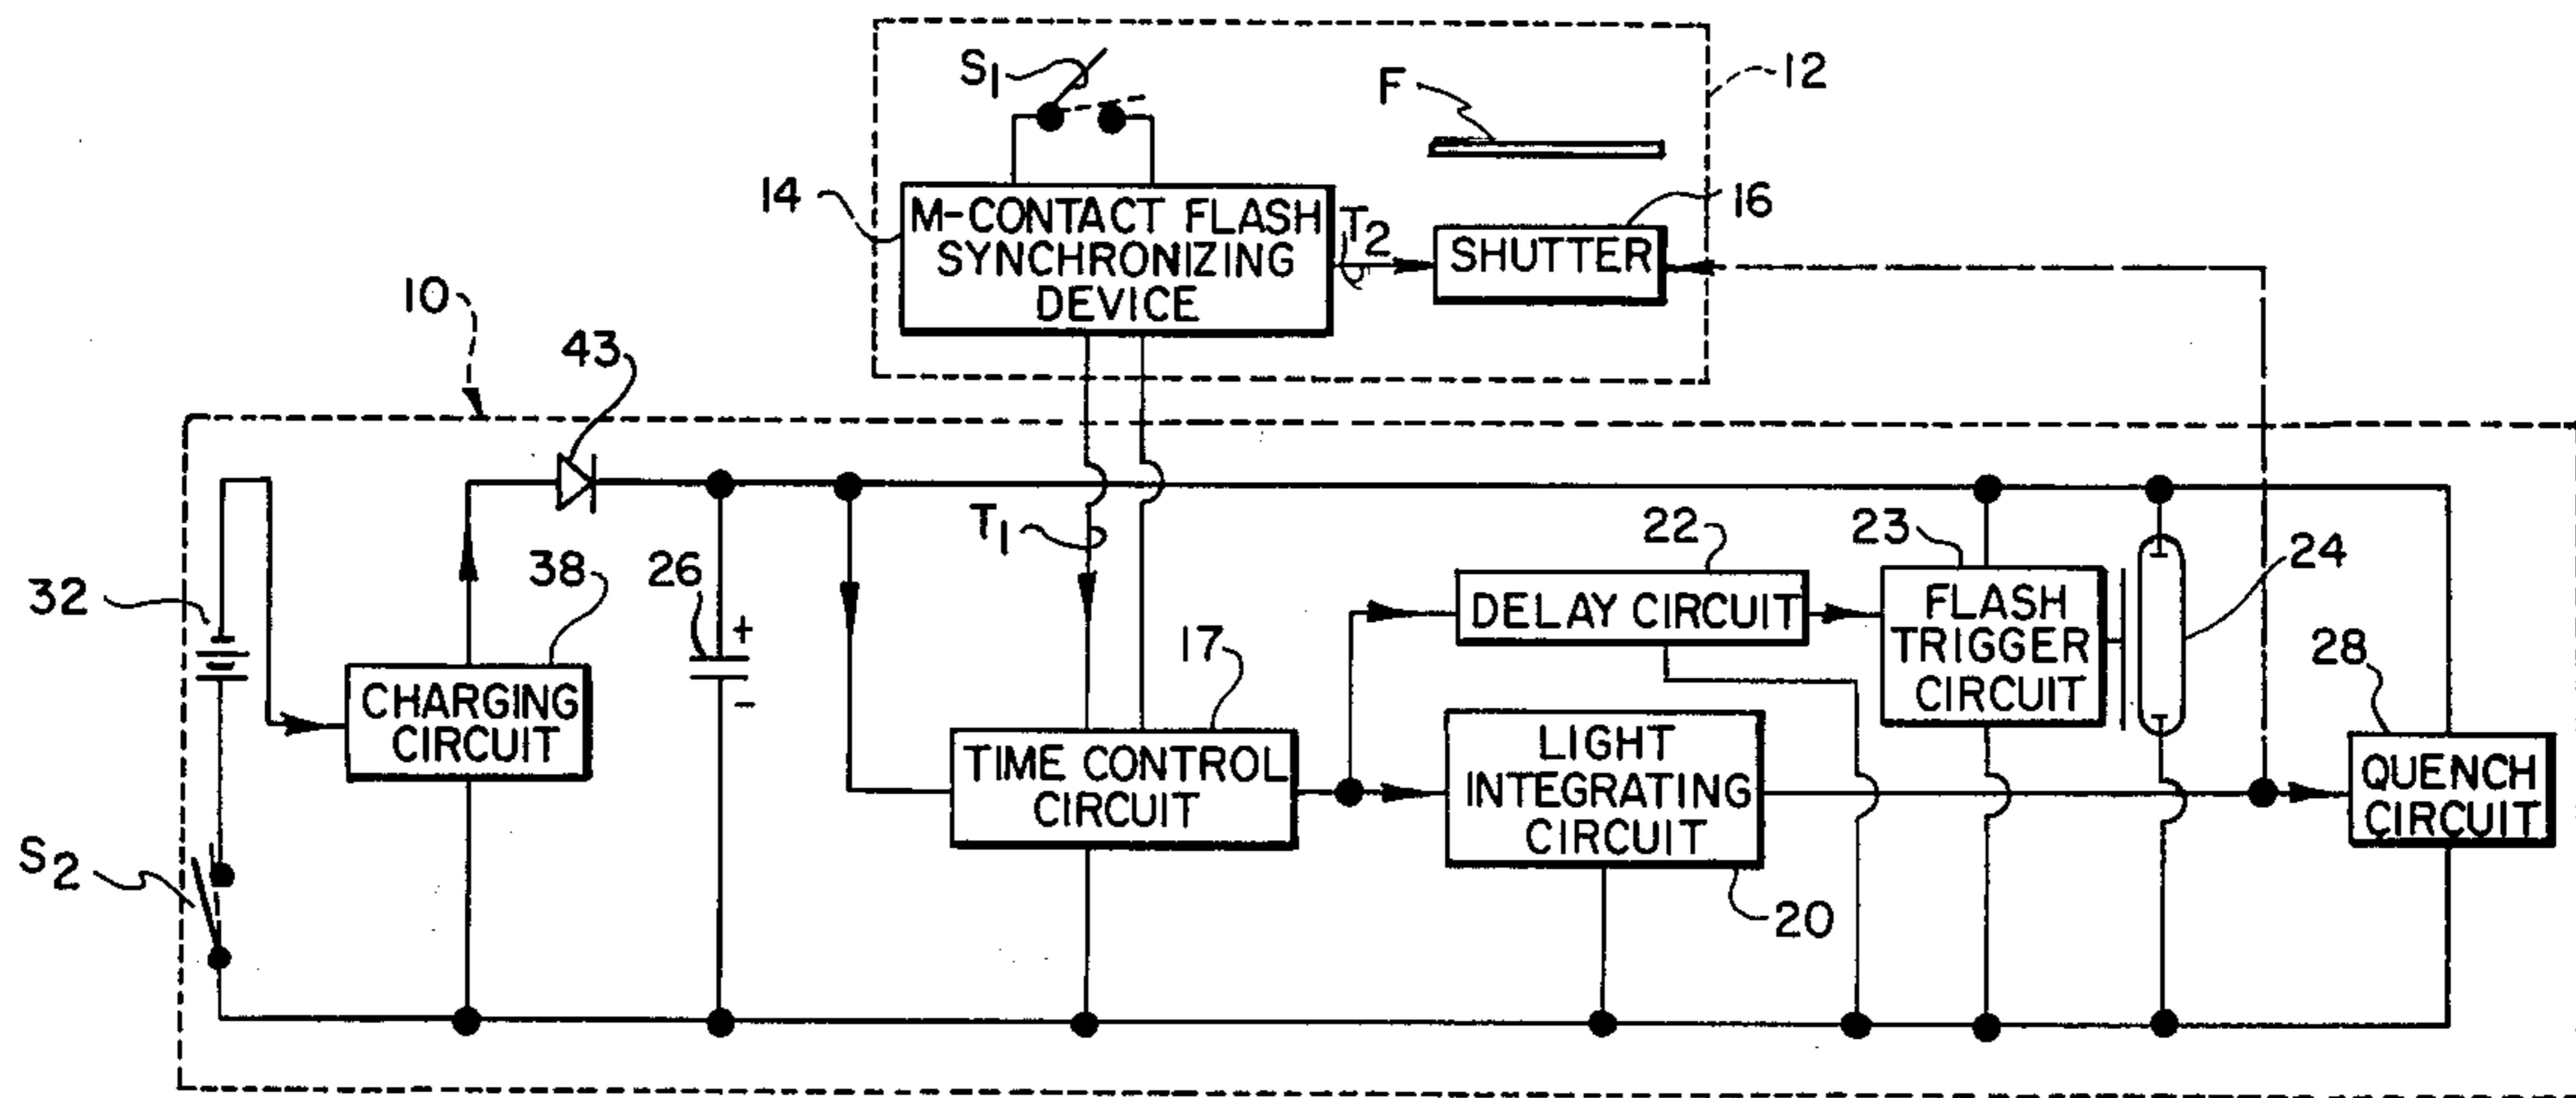 S1
F
12
14
M-CONTACT FLASH
SYNCHRONIZING
DEVICE
T2
SHUTTER
16
10
43
T1
32
38
26
+
-
CHARGING
CIRCUIT
S2
17
TIME CONTROL
CIRCUIT
22
DELAY CIRCUIT
23
FLASH
TRIGGER
CIRCUIT
24
LIGHT
INTEGRATING
CIRCUIT
20
28
QUENCH
CIRCUIT